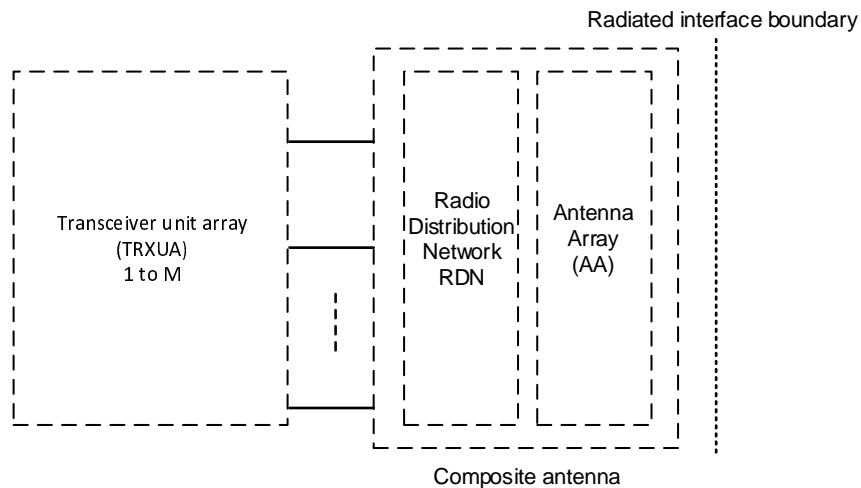 Radiated interface boundary
Transceiver unit array
(TRXUA)
1 to M
Radio
Distribution
Network
RDN
Antenna
Array
(AA)
Composite antenna